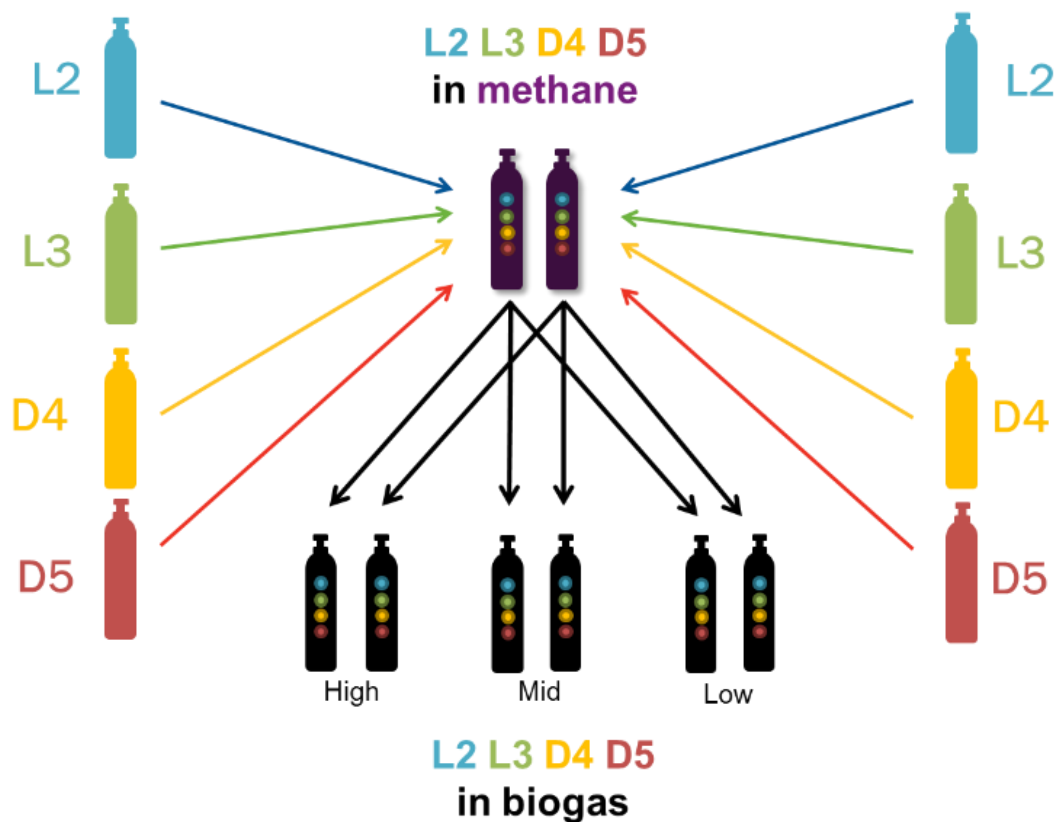 L2 L3 D4 D5
in methane
L2
L3
D4
D5
L2
L3
D4
D5
High
Mid
Low
L2 L3 D4 D5
in biogas